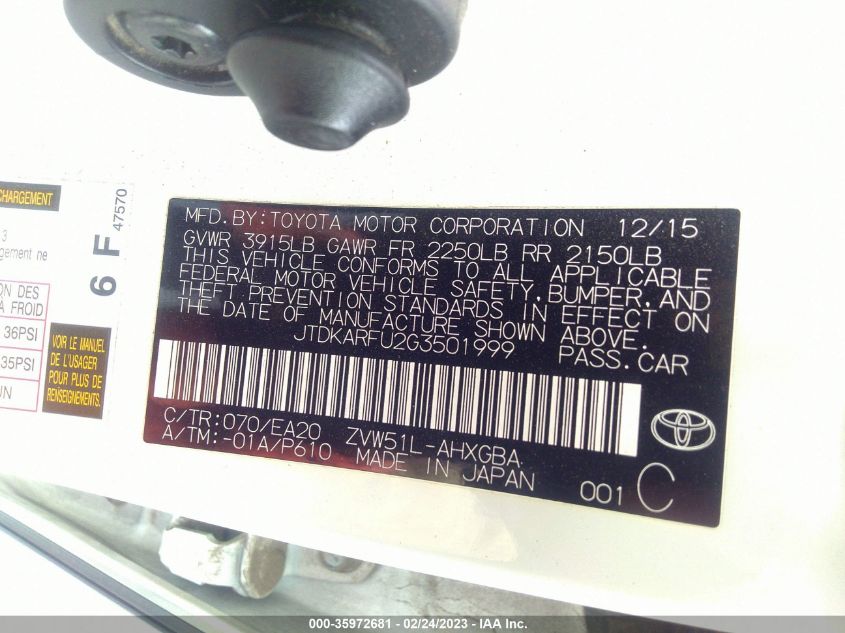 CHARGEMENT
3
gement ne
ON DES
A FROID
36PSI
35PSI
UN
6 F
47570
VOIR LE MANUEL
DE L'USAGER
POUR PLUS DE
RENSEIGNEMENTS.
MFD. BY: TOYOTA MOTOR CORPORATION 12/15
GVWR 3915LB GAWR FR 2250LB RR 2150LB
THIS VEHICLE CONFORMS TO ALL APPLICABLE
FEDERAL MOTOR VEHICLE SAFETY, BUMPER, AND
THEFT PREVENTION STANDARDS IN EFFECT ON
THE DATE OF MANUFACTURE SHOWN ABOVE.
JTDKARFU2G3501999 PASS. CAR
C/TR: 070/EA20 ZVW51L-AHXGBA
A/TM: -01A/P610 MADE IN JAPAN
001 C
000-35972681 - 02/24/2023 - IAA Inc.